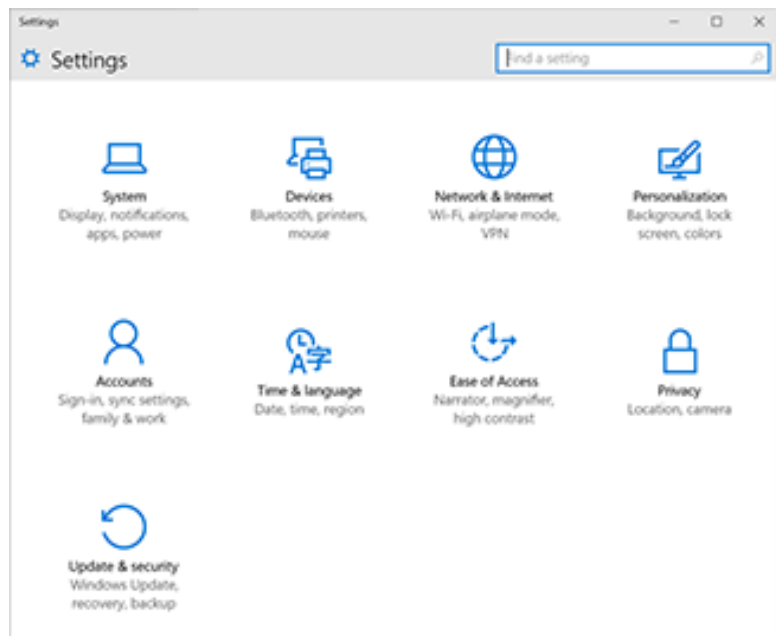 Settings
Settings
Find a setting
System
Display, notifications,
apps, power
Devices
Bluetooth, printers,
mouse
Network & Internet
Wi-Fi, airplane mode,
VPN
Personalization
Background, lock
screen, colors
Accounts
Sign-in, sync settings,
family & work
A字
Time & language
Date, time, region
Ease of Access
Narrator, magnifier,
high contrast
Privacy
Location, camera
Update & security
Windows Update,
recovery, backup